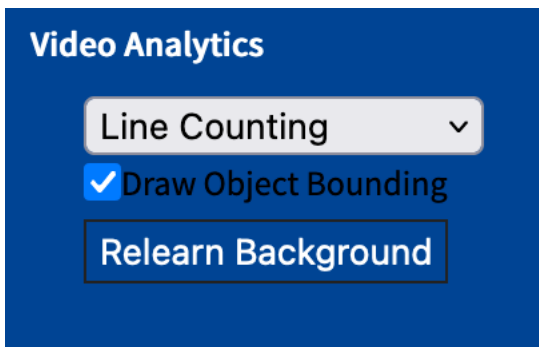 Video Analytics
Line Counting
Draw Object Bounding
Relearn Background